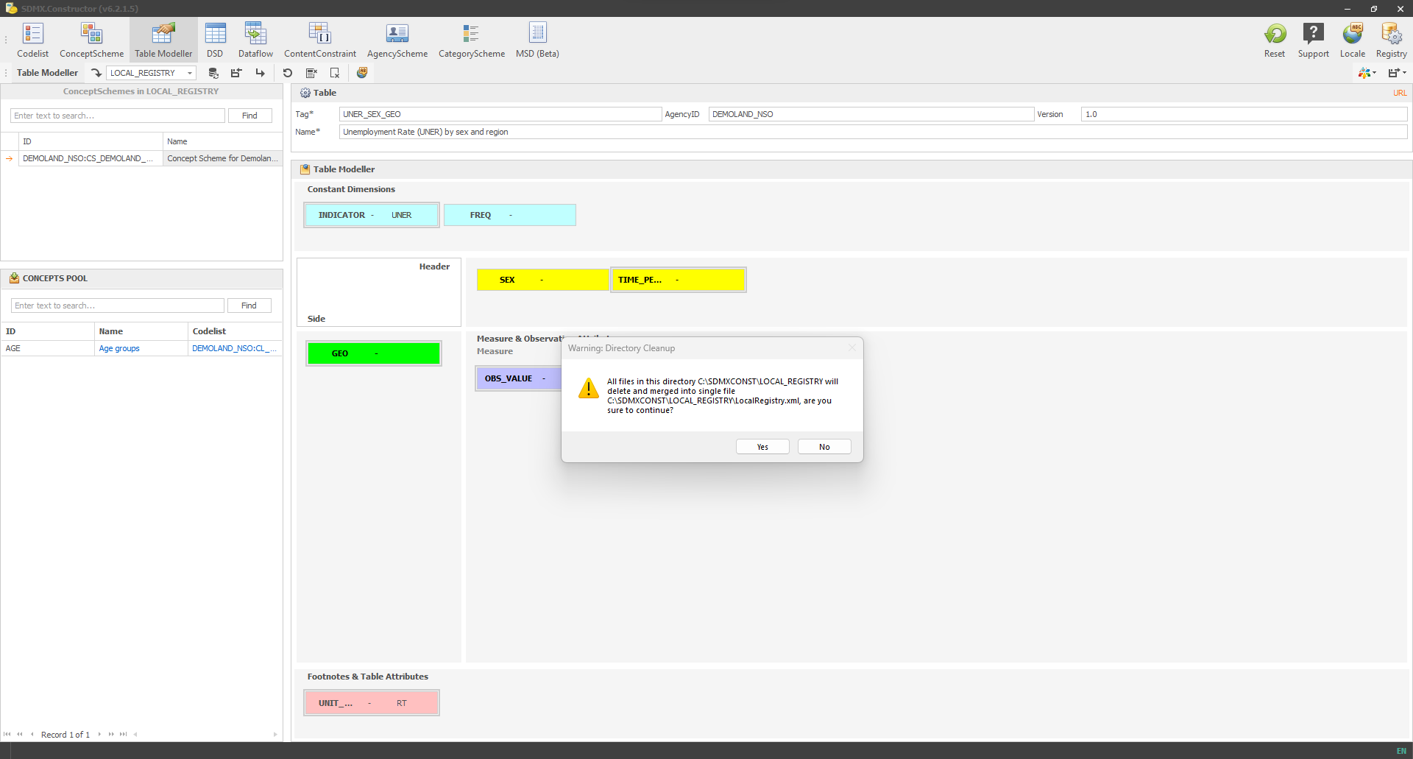 SDMX.Constructor (v6.2.1.5)
Codelist
ConceptScheme
Table Modeller
DSD
Dataflow
ContentConstraint
AgencyScheme
CategoryScheme
MSD (Beta)
Reset
Support
Locale
Registry
Table Modeller
LOCAL_REGISTRY
ConceptSchemes in LOCAL_REGISTRY
Enter text to search...
Find
ID Name
DEMOLAND_NSO:CS_DEMOLAND_... Concept Scheme for Demolan...
CONCEPTS POOL
Enter text to search...
Find
ID Name Codelist
AGE Age groups DEMOLAND_NSO:CL_...
Record 1 of 1
Table
URL
Tag* UNER_SEX_GEO AgencyID DEMOLAND_NSO Version 1.0
Name* Unemployment Rate (UNER) by sex and region
Table Modeller
Constant Dimensions
INDICATOR - UNER
FREQ -
Header
Side
SEX -
TIME_PE... -
GEO -
Measure & Observati
Measure
OBS_VALUE -
Warning: Directory Cleanup
All files in this directory C:\SDMXCONST\LOCAL_REGISTRY will
delete and merged into single file
C:\SDMXCONST\LOCAL_REGISTRY\LocalRegistry.xml, are you
sure to continue?
Yes
No
Footnotes & Table Attributes
UNIT_... - RT
EN